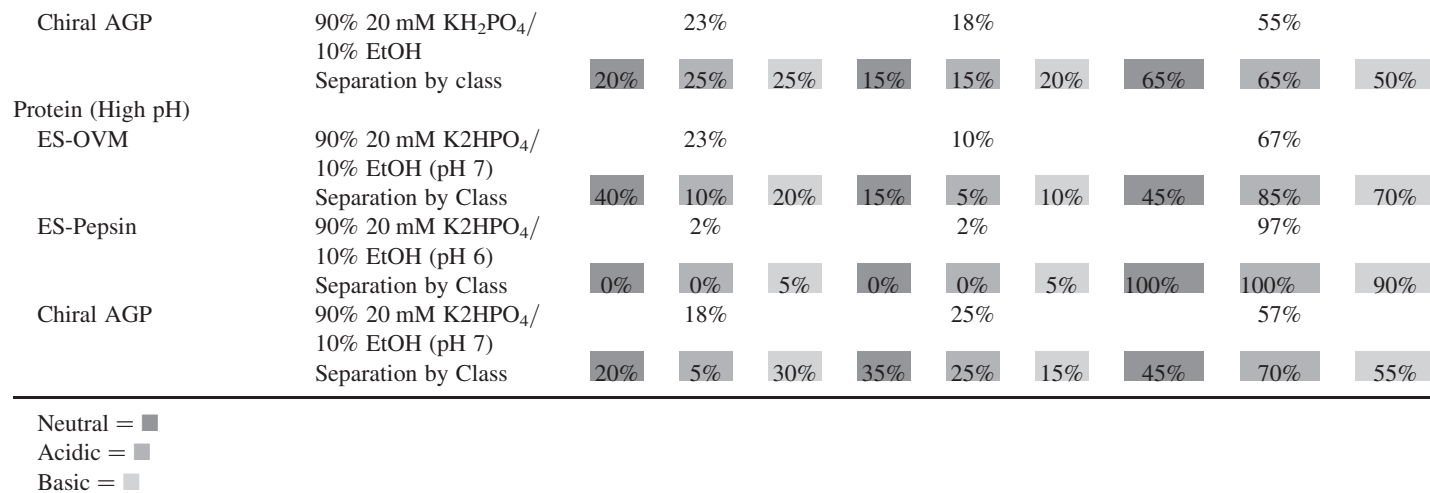 Chiral AGP 90% 20 mM KH₂PO₄/ 23% 18% 55%
10% EtOH
Separation by class 20% 25% 25% 15% 15% 20% 65% 65% 50%
Protein (High pH)
ES-OVM 90% 20 mM K2HPO₄/ 23% 10% 67%
10% EtOH (pH 7)
Separation by Class 40% 10% 20% 15% 5% 10% 45% 85% 70%
ES-Pepsin 90% 20 mM K2HPO₄/ 2% 2% 97%
10% EtOH (pH 6)
Separation by Class 0% 0% 5% 0% 0% 5% 100% 100% 90%
Chiral AGP 90% 20 mM K2HPO₄/ 18% 25% 57%
10% EtOH (pH 7)
Separation by Class 20% 5% 30% 35% 25% 15% 45% 70% 55%
Neutral =
Acidic =
Basic =